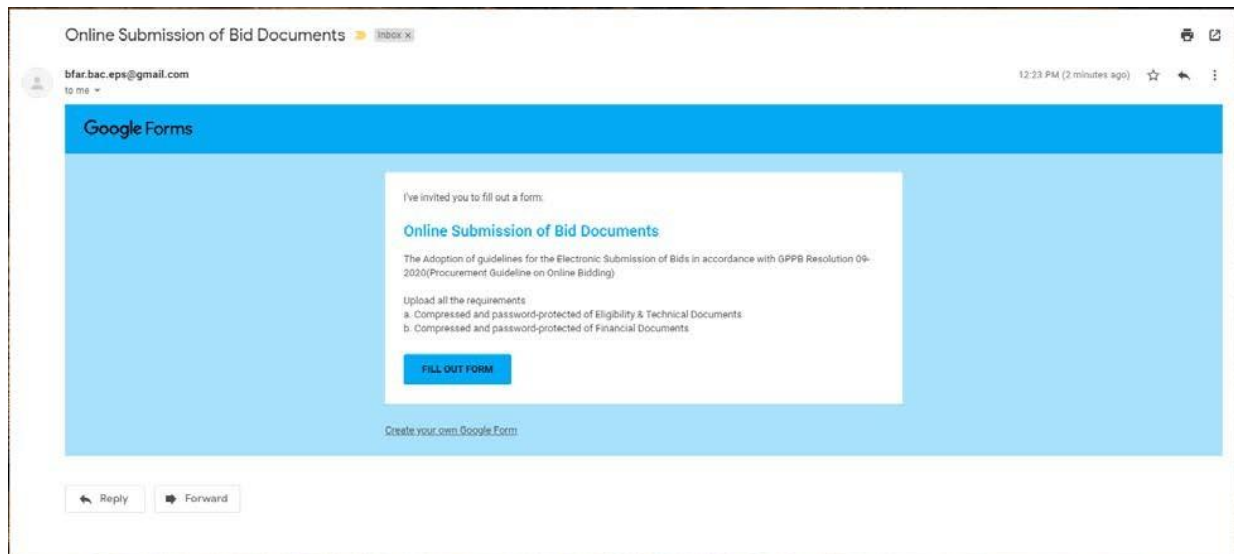 Online Submission of Bid Documents Inbox x
bfar.bac.eps@gmail.com
12:23 PM (2 minutes ago)
to me
Google Forms
I've invited you to fill out a form:
Online Submission of Bid Documents
The Adoption of guidelines for the Electronic Submission of Bids in accordance with GPPB Resolution 09-
2020(Procurement Guideline on Online Bidding)
Upload all the requirements
a. Compressed and password-protected of Eligibility & Technical Documents
b. Compressed and password-protected of Financial Documents
FILL OUT FORM
Create your own Google Form
Reply
Forward